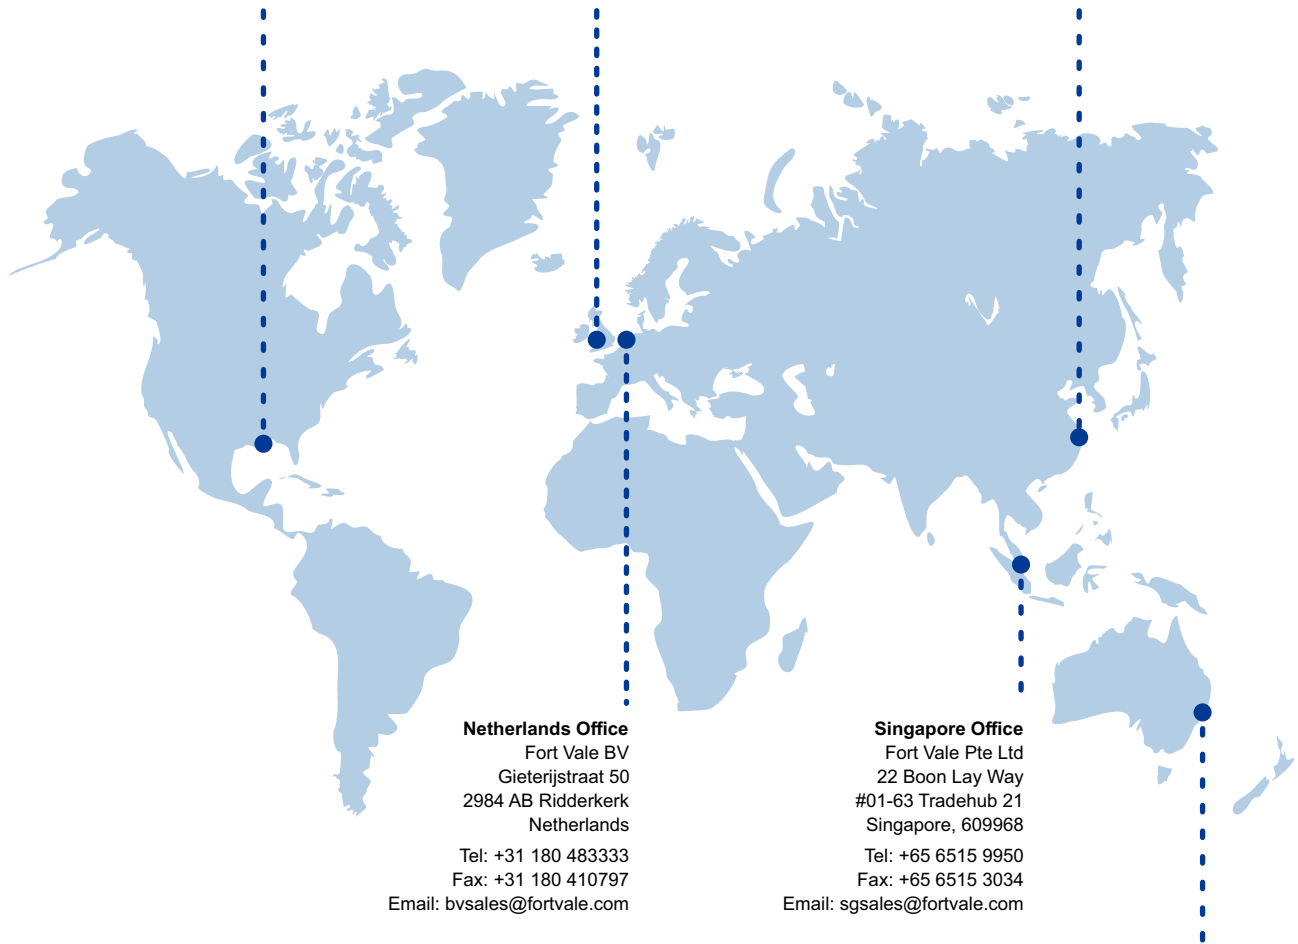 Netherlands Office
Fort Vale BV
Gieterijstraat 50
2984 AB Ridderkerk
Netherlands
Tel: +31 180 483333
Fax: +31 180 410797
Email: bvsales@fortvale.com
Singapore Office
Fort Vale Pte Ltd
22 Boon Lay Way
#01-63 Tradehub 21
Singapore, 609968
Tel: +65 6515 9950
Fax: +65 6515 3034
Email: sgsales@fortvale.com